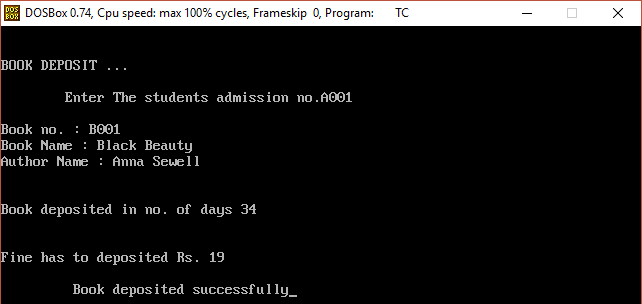 DOS BOX DOSBox 0.74, Cpu speed: max 100% cycles, Frameskip 0, Program: TC
BOOK DEPOSIT ...
Enter The students admission no.A001
Book no. : B001
Book Name : Black Beauty
Author Name : Anna Sewell
Book deposited in no. of days 34
Fine has to deposited Rs. 19
Book deposited successfully_